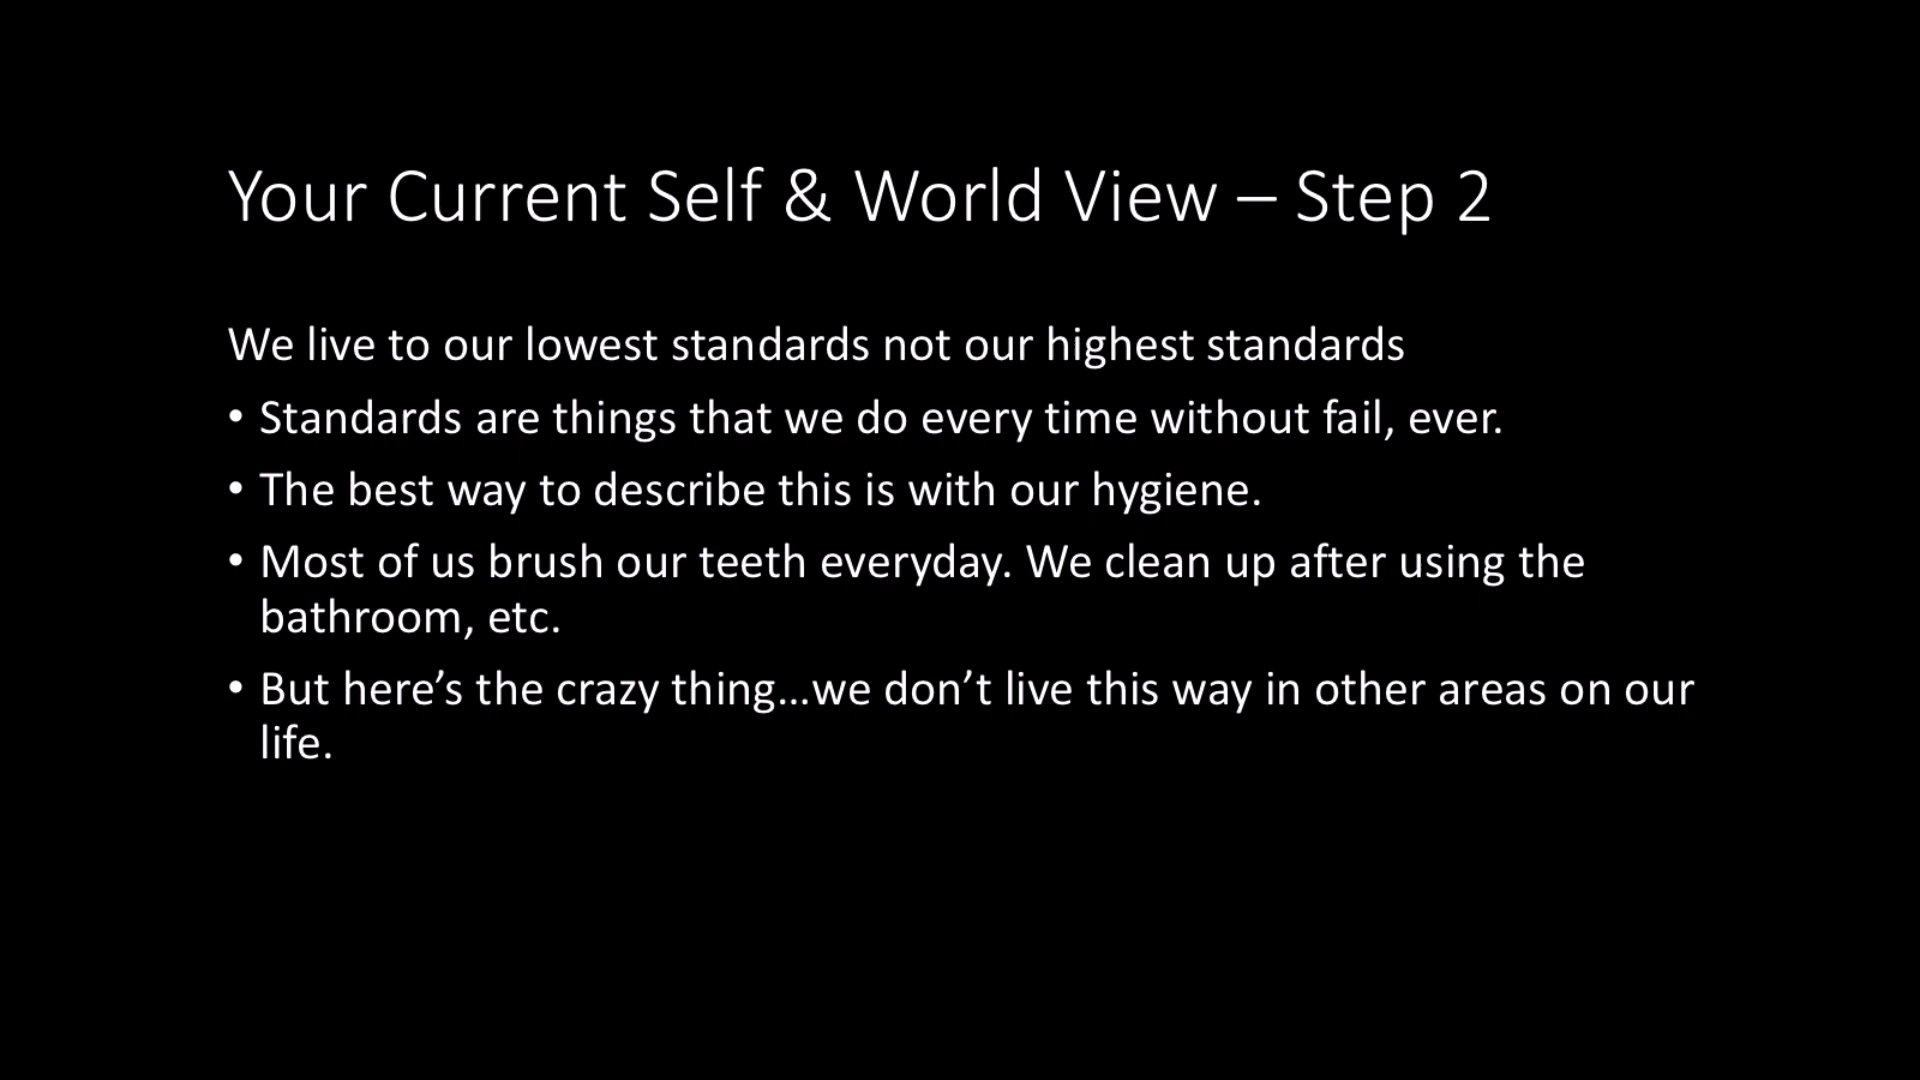 Your Current Self & World View – Step 2
We live to our lowest standards not our highest standards
• Standards are things that we do every time without fail, ever.
• The best way to describe this is with our hygiene.
• Most of us brush our teeth everyday. We clean up after using the
bathroom, etc.
• But here’s the crazy thing…we don’t live this way in other areas on our
life.